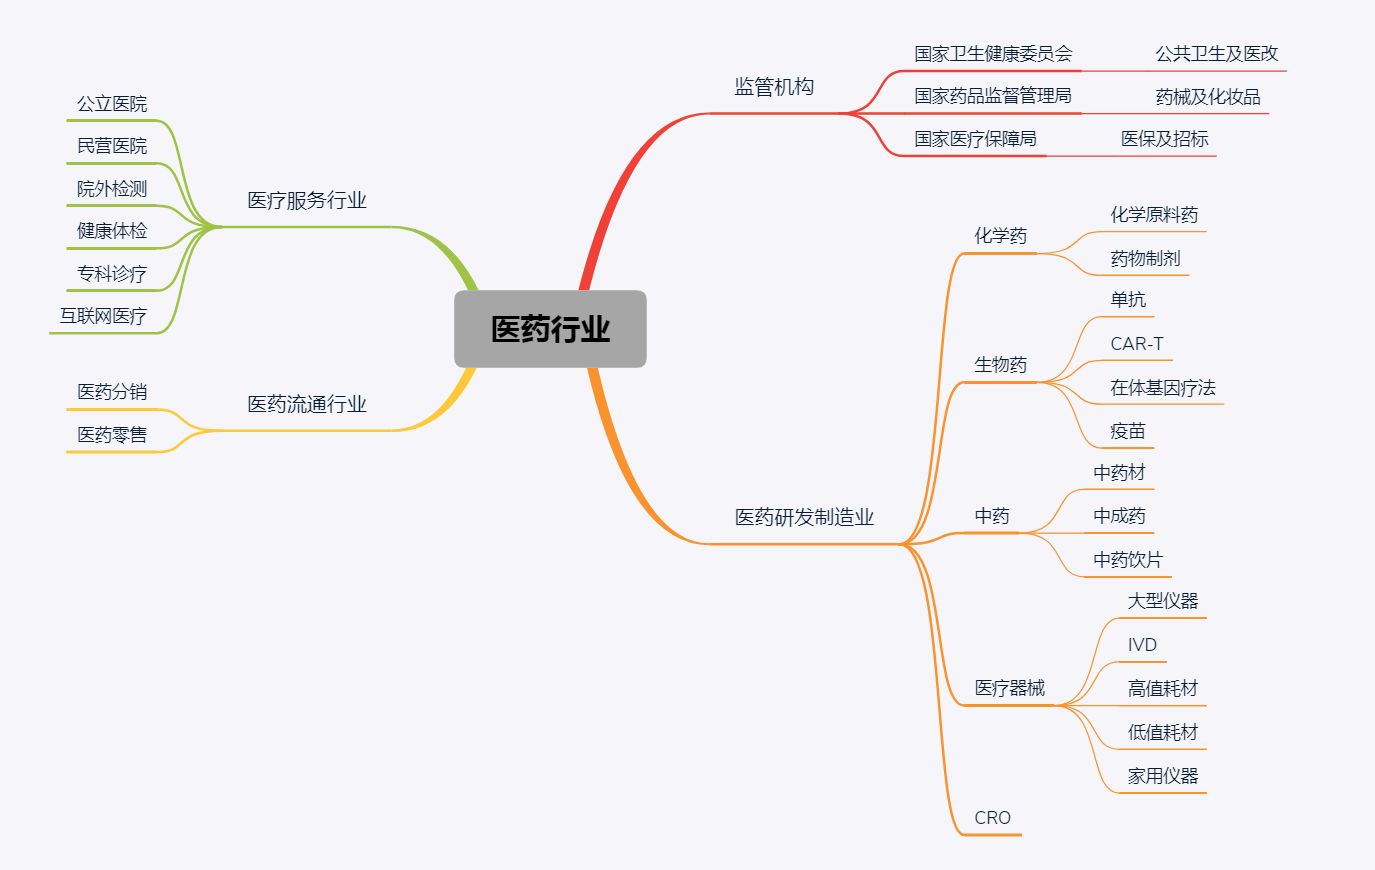 医药行业
监管机构
国家卫生健康委员会
公共卫生及医改
国家药品监督管理局
药械及化妆品
国家医疗保障局
医保及招标
医药研发制造业
化学药
化学原料药
药物制剂
生物药
单抗
CAR-T
在体基因疗法
疫苗
中药
中药材
中成药
中药饮片
医疗器械
大型仪器
IVD
高值耗材
低值耗材
家用仪器
CRO
医疗服务行业
公立医院
民营医院
院外检测
健康体检
专科诊疗
互联网医疗
医药流通行业
医药分销
医药零售